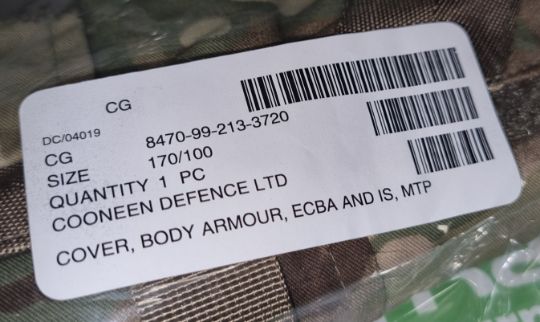 CG
DC/04019
CG 8470-99-213-3720
SIZE 170/100
QUANTITY 1 PC
COONEEN DEFENCE LTD
COVER, BODY ARMOUR, ECBA AND IS, MTP